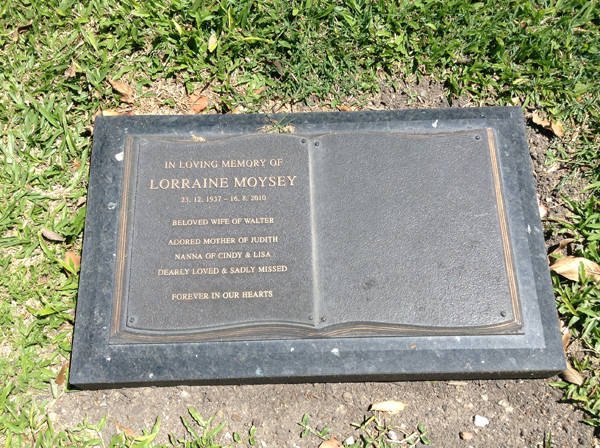 IN LOVING MEMORY OF
LORRAINE MOYSEY
23. 12. 1937 – 16. 8. 2010
BELOVED WIFE OF WALTER
ADORED MOTHER OF JUDITH
NANNA OF CINDY & LISA
DEARLY LOVED & SADLY MISSED
FOREVER IN OUR HEARTS